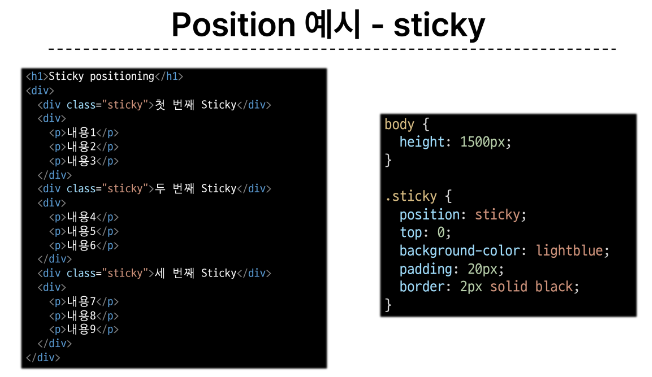 Position 예시 - sticky
<h1>Sticky positioning</h1>
<div>
  <div class="sticky">첫 번째 Sticky</div>
  <div>
    <p>내용1</p>
    <p>내용2</p>
    <p>내용3</p>
  </div>
  <div class="sticky">두 번째 Sticky</div>
  <div>
    <p>내용4</p>
    <p>내용5</p>
    <p>내용6</p>
  </div>
  <div class="sticky">세 번째 Sticky</div>
  <div>
    <p>내용7</p>
    <p>내용8</p>
    <p>내용9</p>
  </div>
</div>
body {
  height: 1500px;
}
.sticky {
  position: sticky;
  top: 0;
  background-color: lightblue;
  padding: 20px;
  border: 2px solid black;
}